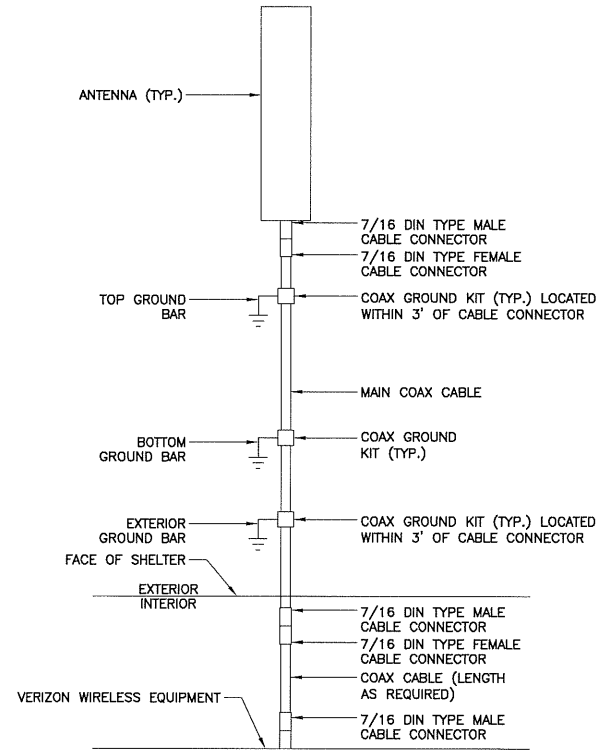 ANTENNA (TYP.)
7/16 DIN TYPE MALE
CABLE CONNECTOR
7/16 DIN TYPE FEMALE
CABLE CONNECTOR
TOP GROUND
BAR
COAX GROUND KIT (TYP.) LOCATED
WITHIN 3' OF CABLE CONNECTOR
MAIN COAX CABLE
BOTTOM
GROUND BAR
COAX GROUND
KIT (TYP.)
EXTERIOR
GROUND BAR
COAX GROUND KIT (TYP.) LOCATED
WITHIN 3' OF CABLE CONNECTOR
FACE OF SHELTER
EXTERIOR
INTERIOR
7/16 DIN TYPE MALE
CABLE CONNECTOR
7/16 DIN TYPE FEMALE
CABLE CONNECTOR
COAX CABLE (LENGTH
AS REQUIRED)
VERIZON WIRELESS EQUIPMENT
7/16 DIN TYPE MALE
CABLE CONNECTOR